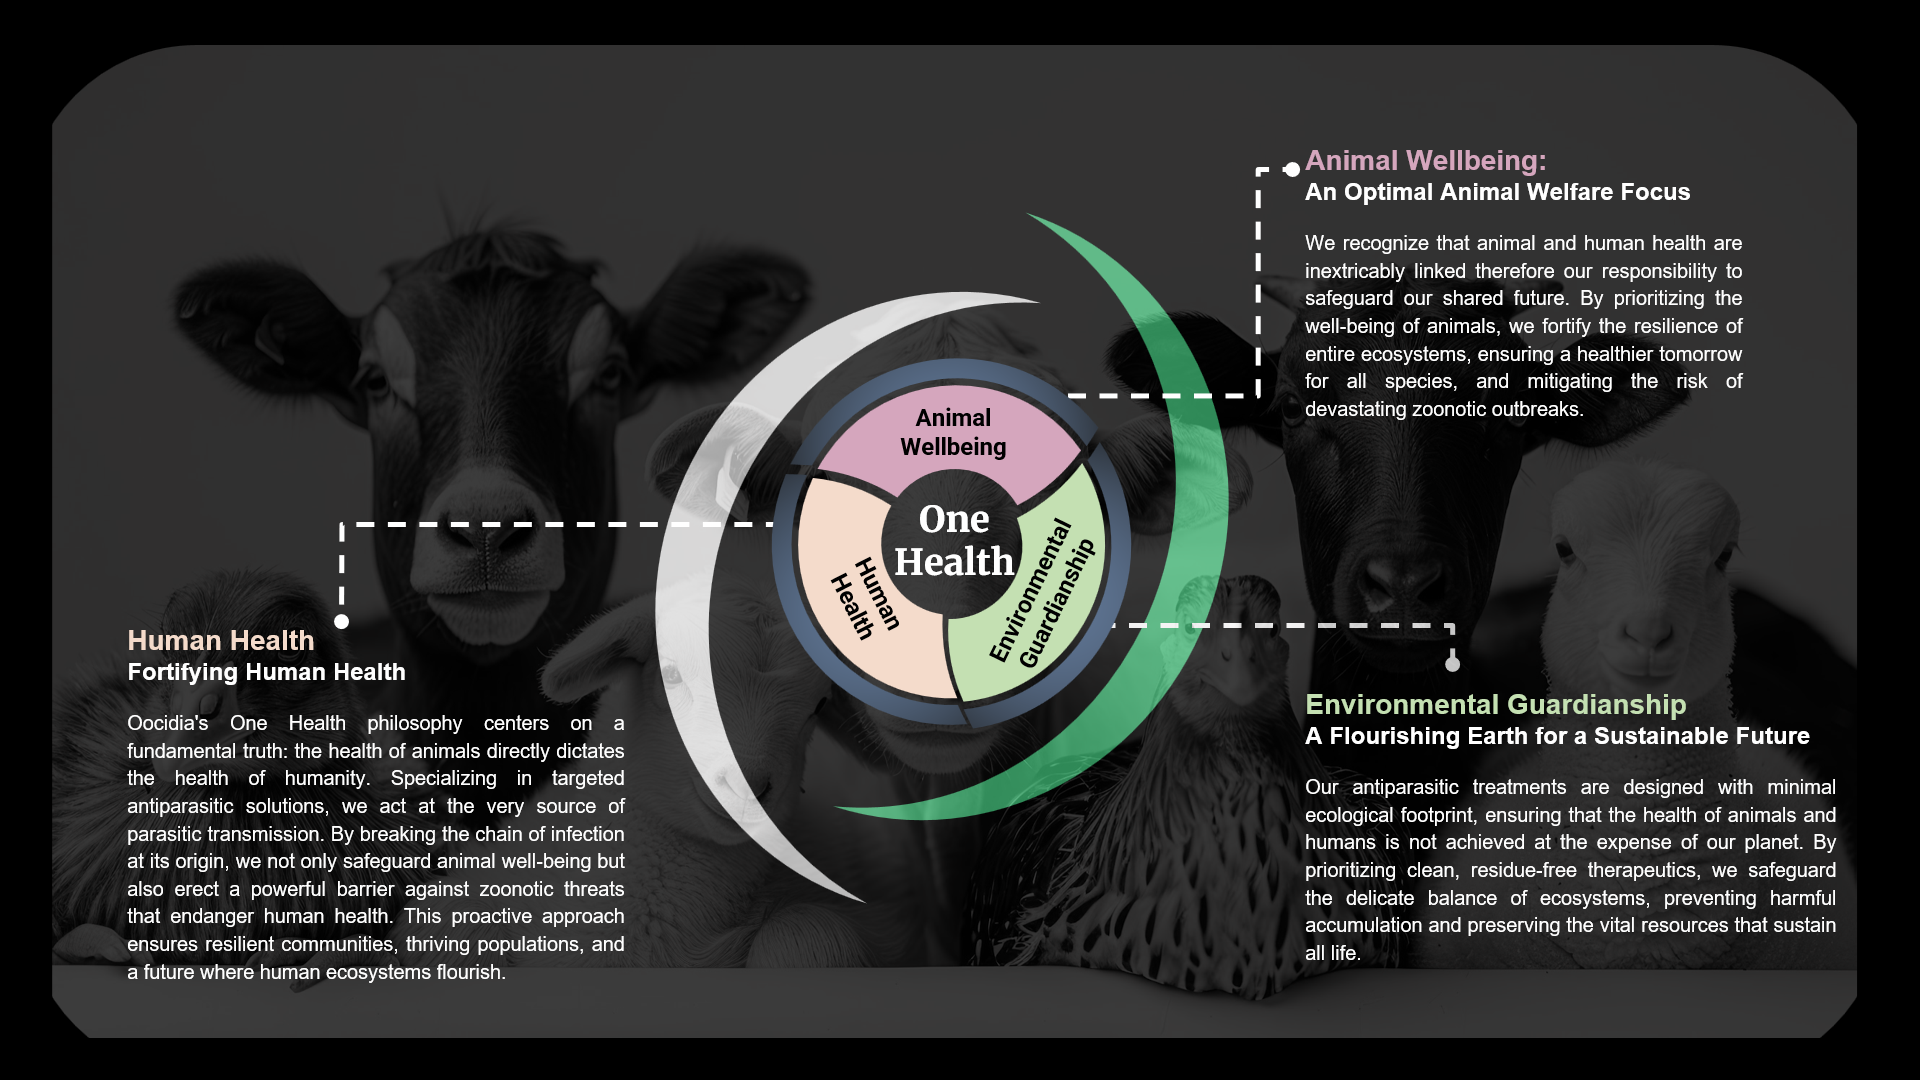 Animal Wellbeing:
An Optimal Animal Welfare Focus
We recognize that animal and human health are
inextricably linked therefore our responsibility to
safeguard our shared future. By prioritizing the
well-being of animals, we fortify the resilience of
entire ecosystems, ensuring a healthier tomorrow
for all species, and mitigating the risk of
devastating zoonotic outbreaks.
Animal
Wellbeing
One
Health
Human
Health
Environmental
Guardianship
Human Health
Fortifying Human Health
Oocidia's One Health philosophy centers on a
fundamental truth: the health of animals directly dictates
the health of humanity. Specializing in targeted
antiparasitic solutions, we act at the very source of
parasitic transmission. By breaking the chain of infection
at its origin, we not only safeguard animal well-being but
also erect a powerful barrier against zoonotic threats
that endanger human health. This proactive approach
ensures resilient communities, thriving populations, and
a future where human ecosystems flourish.
Environmental Guardianship
A Flourishing Earth for a Sustainable Future
Our antiparasitic treatments are designed with minimal
ecological footprint, ensuring that the health of animals and
humans is not achieved at the expense of our planet. By
prioritizing clean, residue-free therapeutics, we safeguard
the delicate balance of ecosystems, preventing harmful
accumulation and preserving the vital resources that sustain
all life.